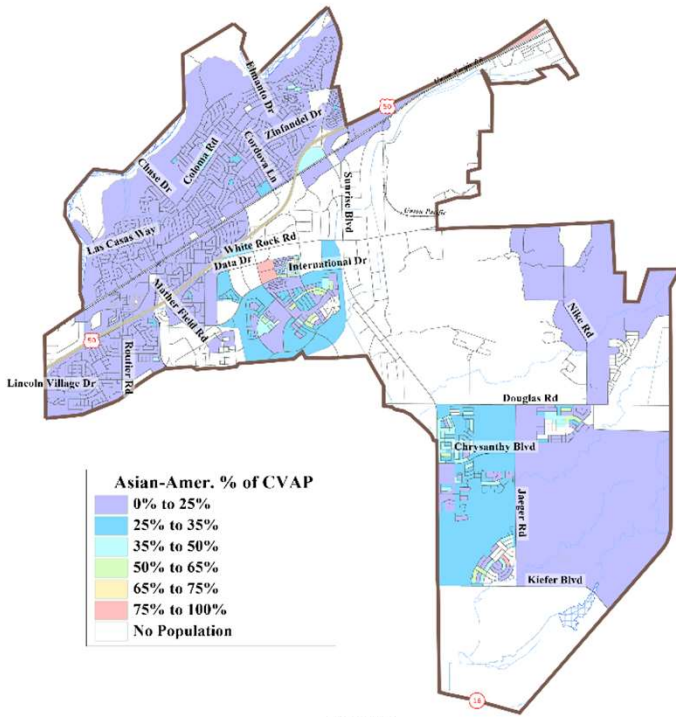 Elmanto Dr
Zinfandel Dr
50
Chase Dr
Coloma Rd
Cordova Ln
Sunrise Blvd
Union Pacific
Las Casas Way
White Rock Rd
Data Dr
International Dr
Mather Field Rd
Nike Rd
50
Routier Rd
Lincoln Village Dr
Douglas Rd
Chrysanthy Blvd
Jaeger Rd
Kiefer Blvd
16
Asian-Amer. % of CVAP
0% to 25%
25% to 35%
35% to 50%
50% to 65%
65% to 75%
75% to 100%
No Population